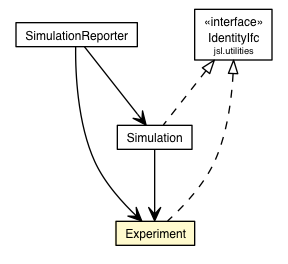 SimulationReporter
«interface»
IdentityIfc
jsl.utilities
Simulation
Experiment